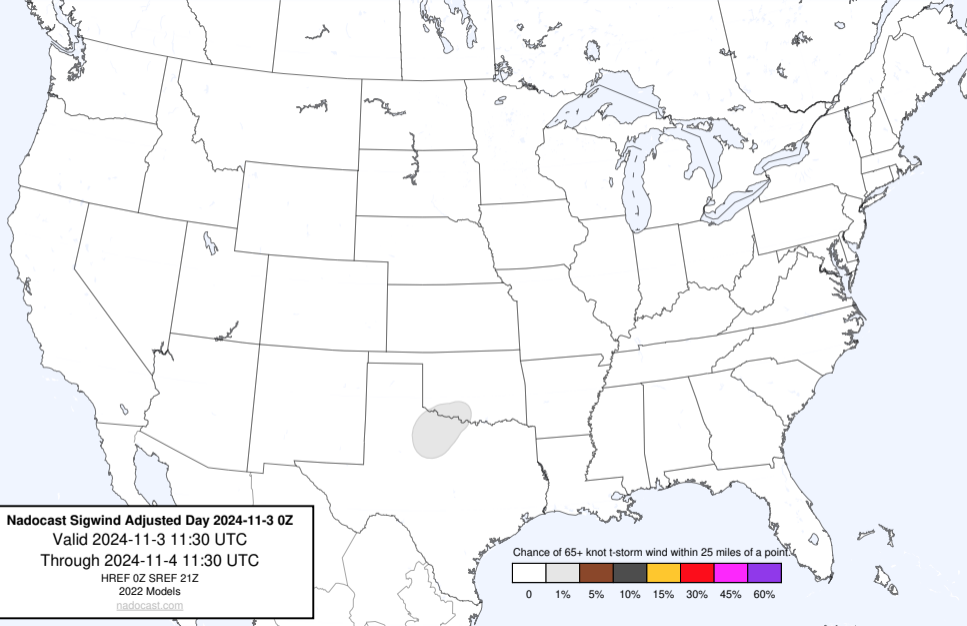 Nadocast Sigwind Adjusted Day 2024-11-3 0Z
Valid 2024-11-3 11:30 UTC
Through 2024-11-4 11:30 UTC
HREF 0Z SREF 21Z
2022 Models
nadocast.com
Chance of 65+ knot t-storm wind within 25 miles of a point.
0 1% 5% 10% 15% 30% 45% 60%